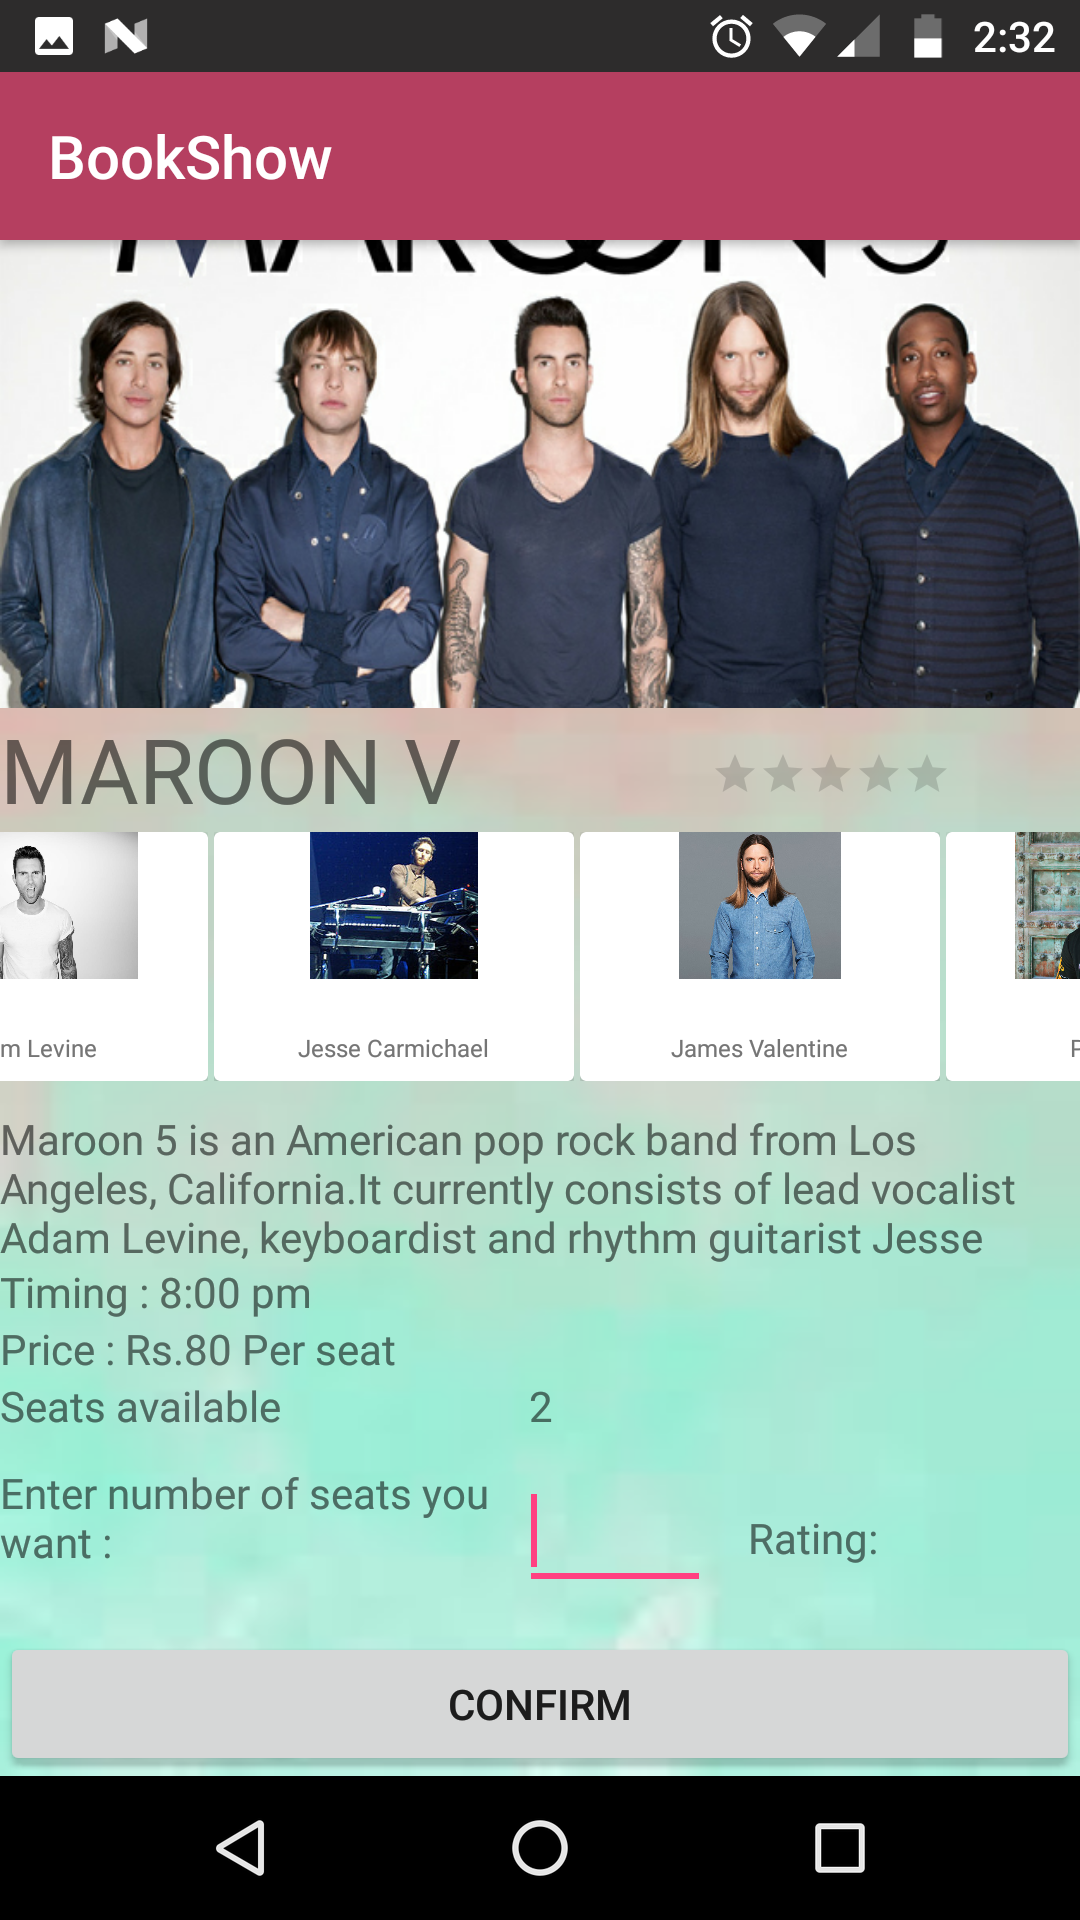 2:32
BookShow
MAROON 5
MAROON V
m Levine
Jesse Carmichael
James Valentine
Maroon 5 is an American pop rock band from Los
Angeles, California.It currently consists of lead vocalist
Adam Levine, keyboardist and rhythm guitarist Jesse
Timing : 8:00 pm
Price : Rs.80 Per seat
Seats available
2
Enter number of seats you
want :
Rating:
CONFIRM